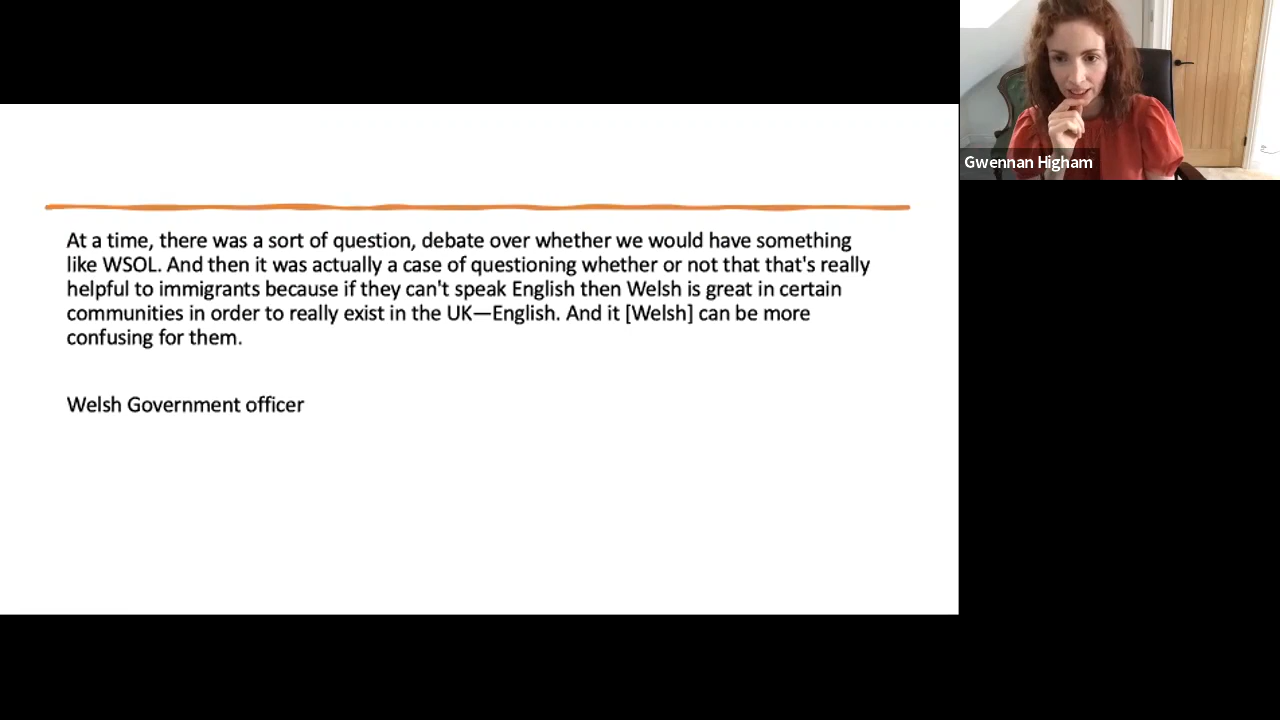 At a time, there was a sort of question, debate over whether we would have something
like WSOL. And then it was actually a case of questioning whether or not that that's really
helpful to immigrants because if they can't speak English then Welsh is great in certain
communities in order to really exist in the UK—English. And it [Welsh] can be more
confusing for them.
Welsh Government officer
Gwennan Higham